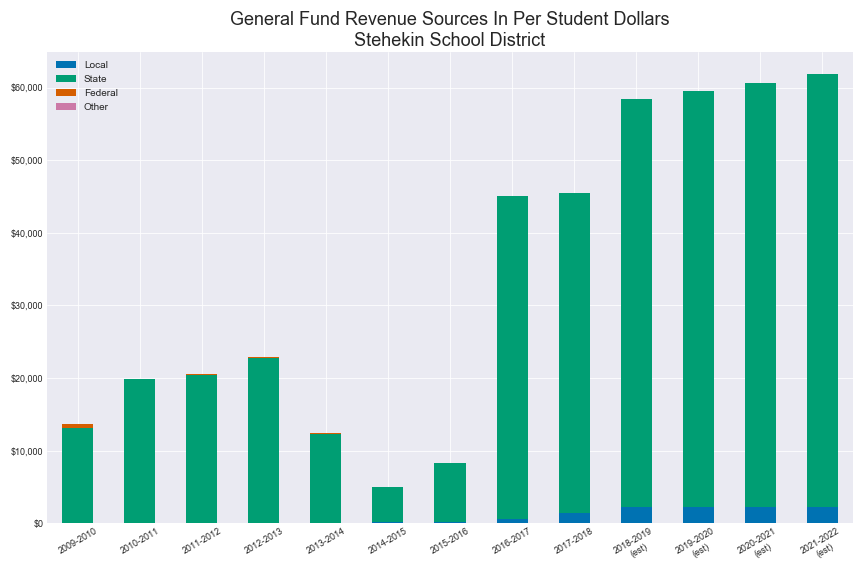 General Fund Revenue Sources In Per Student Dollars
Stehekin School District
Local
State
Federal
Other
$60,000
$50,000
$40,000
$30,000
$20,000
$10,000
$0
2009-2010
2010-2011
2011-2012
2012-2013
2013-2014
2014-2015
2015-2016
2016-2017
2017-2018
2018-2019
(est)
2019-2020
(est)
2020-2021
(est)
2021-2022
(est)